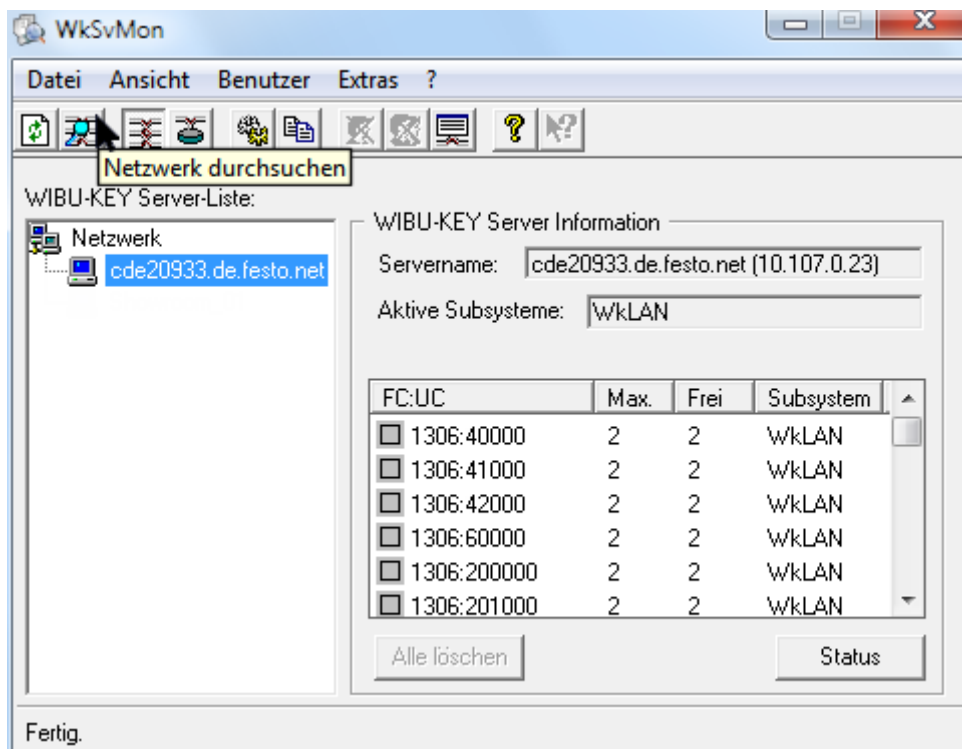 WkSvMon
Datei Ansicht Benutzer Extras ?
Netzwerk durchsuchen
WIBU-KEY Server-Liste:
Netzwerk
cde20933.de.festo.net
WIBU-KEY Server Information
Servername: cde20933.de.festo.net (10.107.0.23)
Aktive Subsysteme: WkLAN
FC:UC Max. Frei Subsystem
1306:40000 2 2 WkLAN
1306:41000 2 2 WkLAN
1306:42000 2 2 WkLAN
1306:60000 2 2 WkLAN
1306:200000 2 2 WkLAN
1306:201000 2 2 WkLAN
Alle löschen Status
Fertig.